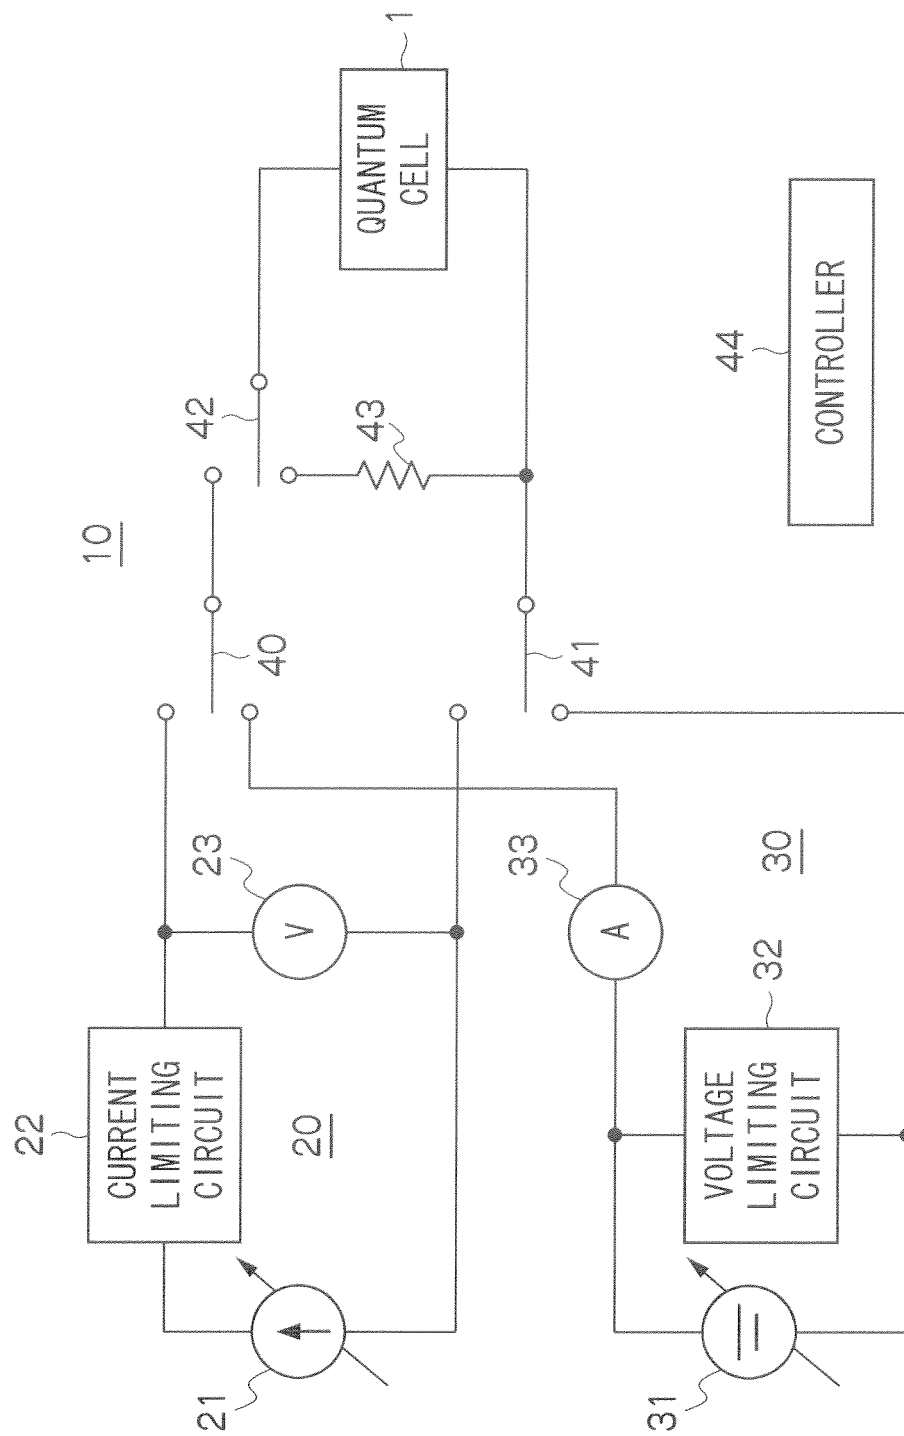 10
22
CURRENT
LIMITING
CIRCUIT
21
23
V
20
40
42
43
QUANTUM
CELL
1
33
A
41
31
VOLTAGE
LIMITING
CIRCUIT
32
30
44
CONTROLLER